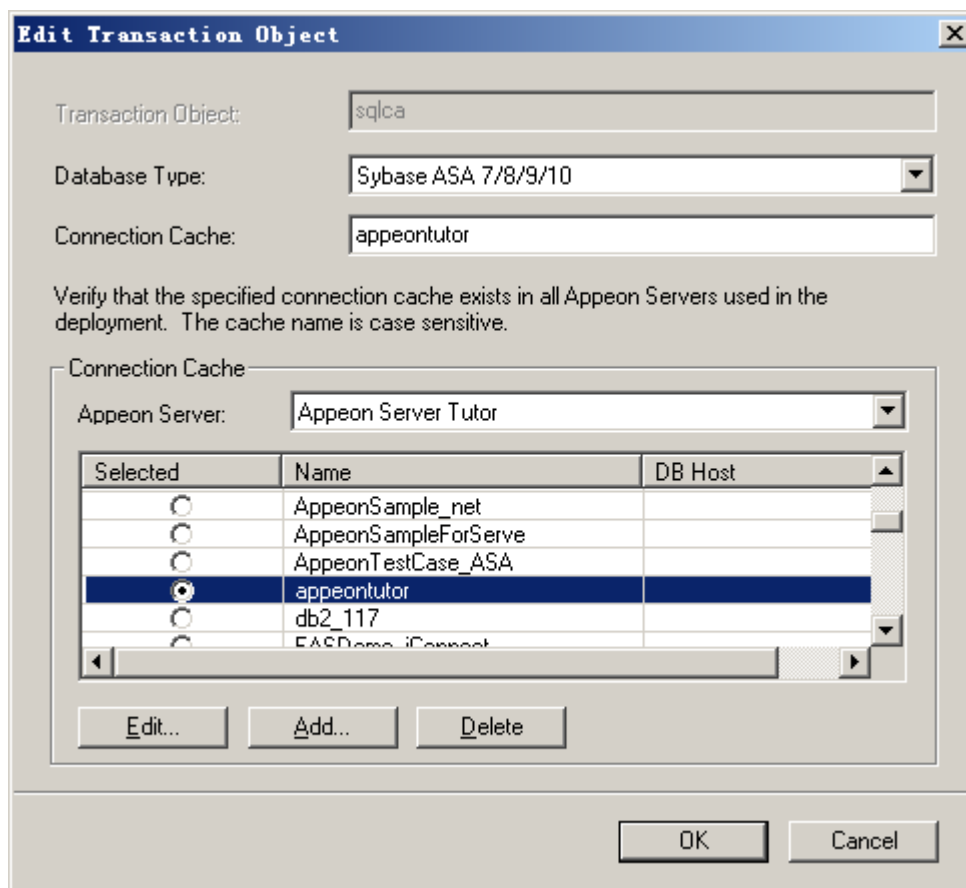 Edit Transaction Object
Transaction Object: sqlca
Database Type: Sybase ASA 7/8/9/10
Connection Cache: appeontutor
Verify that the specified connection cache exists in all Appeon Servers used in the
deployment.  The cache name is case sensitive.
Connection Cache
Appeon Server: Appeon Server Tutor
Selected Name DB Host
AppeonSample_net
AppeonSampleForServe
AppeonTestCase_ASA
appeontutor
db2_117
EASDemo_jConnect
Edit... Add... Delete
OK Cancel